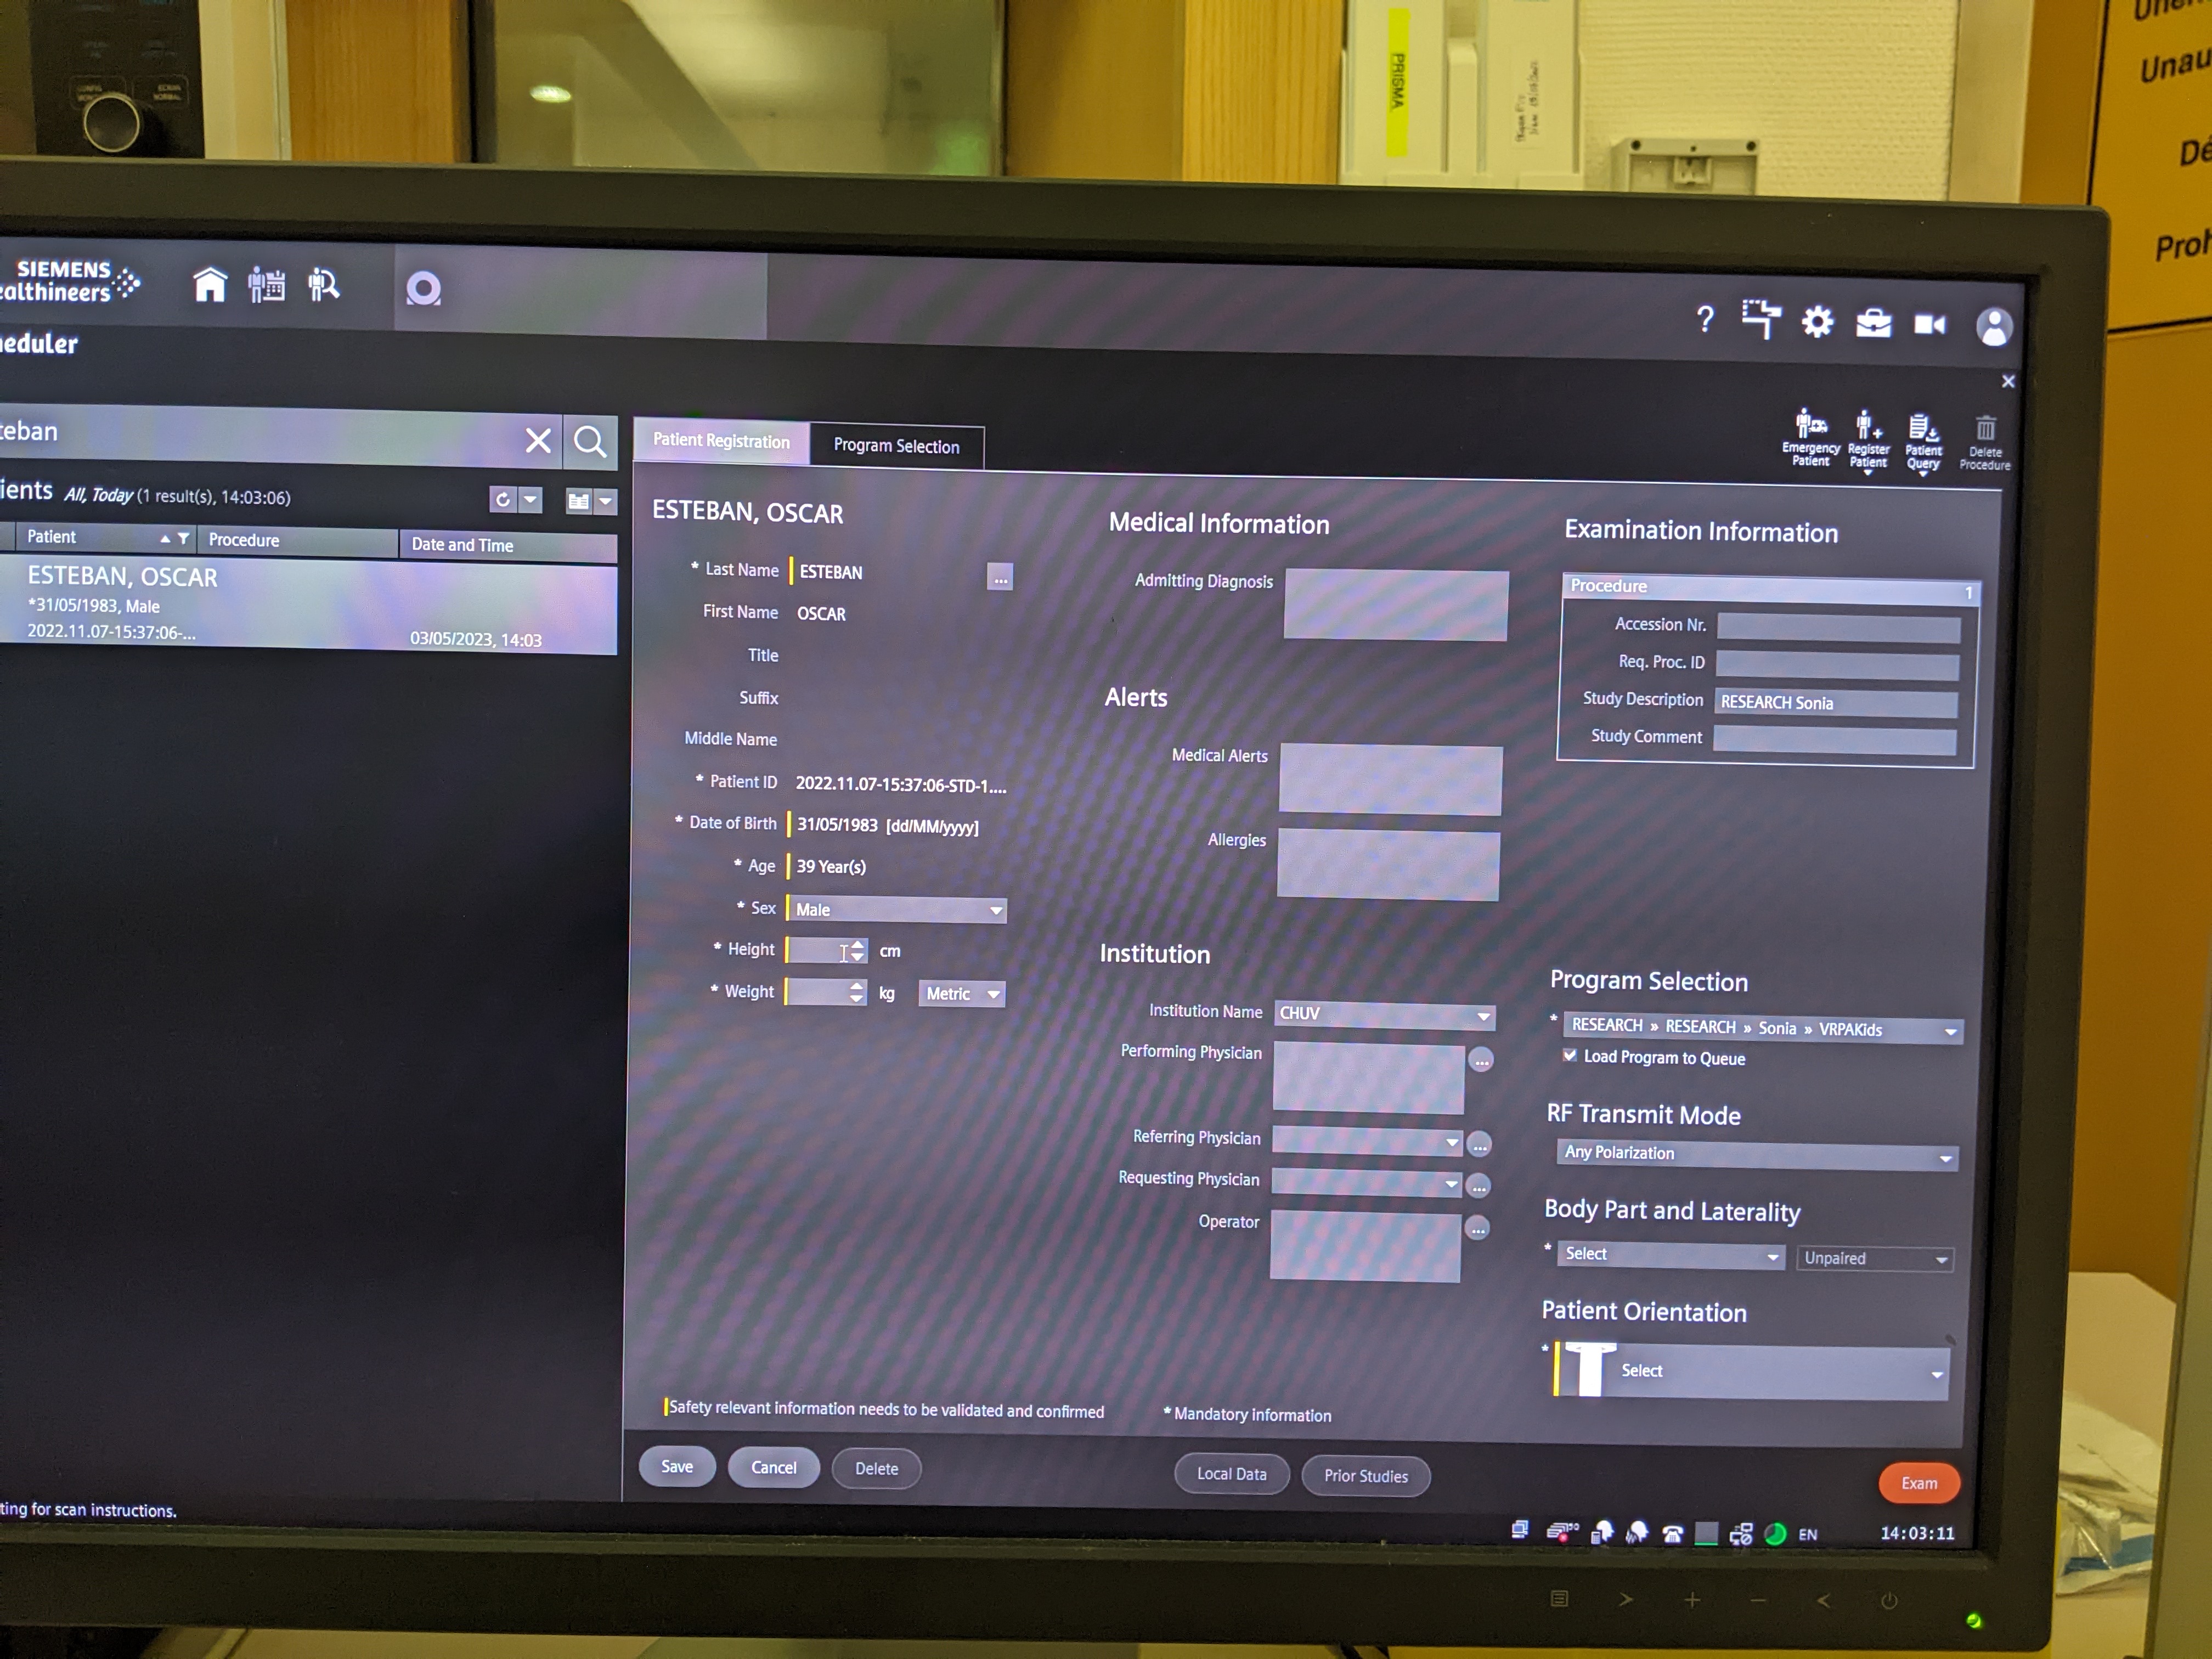 CONFIG
ECRAN
NORMAL
PRISMA
Unau
Dé
Proh
SIEMENS
ealthineers
?
eduler
eban
ients All, Today (1 result(s), 14:03:06)
Patient
Procedure
Date and Time
ESTEBAN, OSCAR
*31/05/1983, Male
2022.11.07-15:37:06-...
03/05/2023, 14:03
Patient Registration
Program Selection
Emergency
Patient
Register
Patient
Patient
Query
Delete
Procedure
ESTEBAN, OSCAR
* Last Name ESTEBAN ...
First Name OSCAR
Title
Suffix
Middle Name
* Patient ID 2022.11.07-15:37:06-STD-1....
* Date of Birth 31/05/1983 [dd/MM/yyyy]
* Age 39 Year(s)
* Sex Male
* Height cm
* Weight kg Metric
Medical Information
Admitting Diagnosis
Alerts
Medical Alerts
Allergies
Institution
Institution Name CHUV
Performing Physician ...
Referring Physician ...
Requesting Physician ...
Operator ...
Examination Information
Procedure 1
Accession Nr.
Req. Proc. ID
Study Description RESEARCH Sonia
Study Comment
Program Selection
* RESEARCH » RESEARCH » Sonia » VRPAKids
Load Program to Queue
RF Transmit Mode
Any Polarization
Body Part and Laterality
* Select Unpaired
Patient Orientation
* Select
Safety relevant information needs to be validated and confirmed
* Mandatory information
Save
Cancel
Delete
Local Data
Prior Studies
Exam
ting for scan instructions.
EN
14:03:11